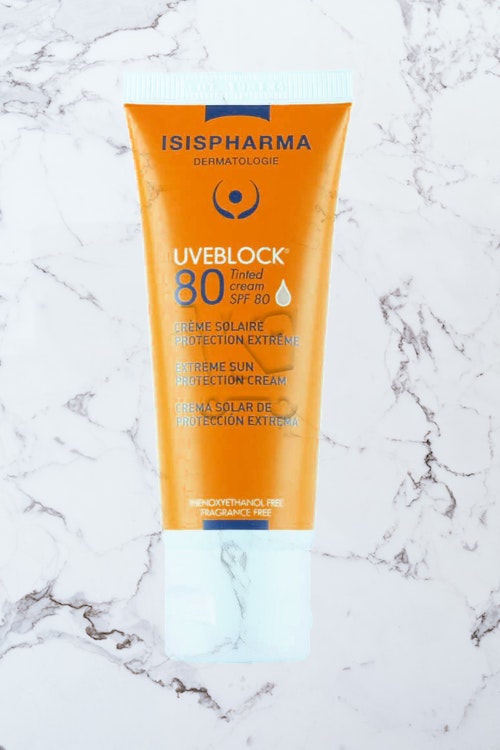 ISISPHARMA
DERMATOLOGIE
UVEBLOCK®
80 Tinted
cream
SPF 80
CRÈME SOLAIRE
PROTECTION EXTRÊME
EXTREME SUN
PROTECTION CREAM
CREMA SOLAR DE
PROTECCIÓN EXTREMA
PHENOXYETHANOL FREE
FRAGRANCE FREE